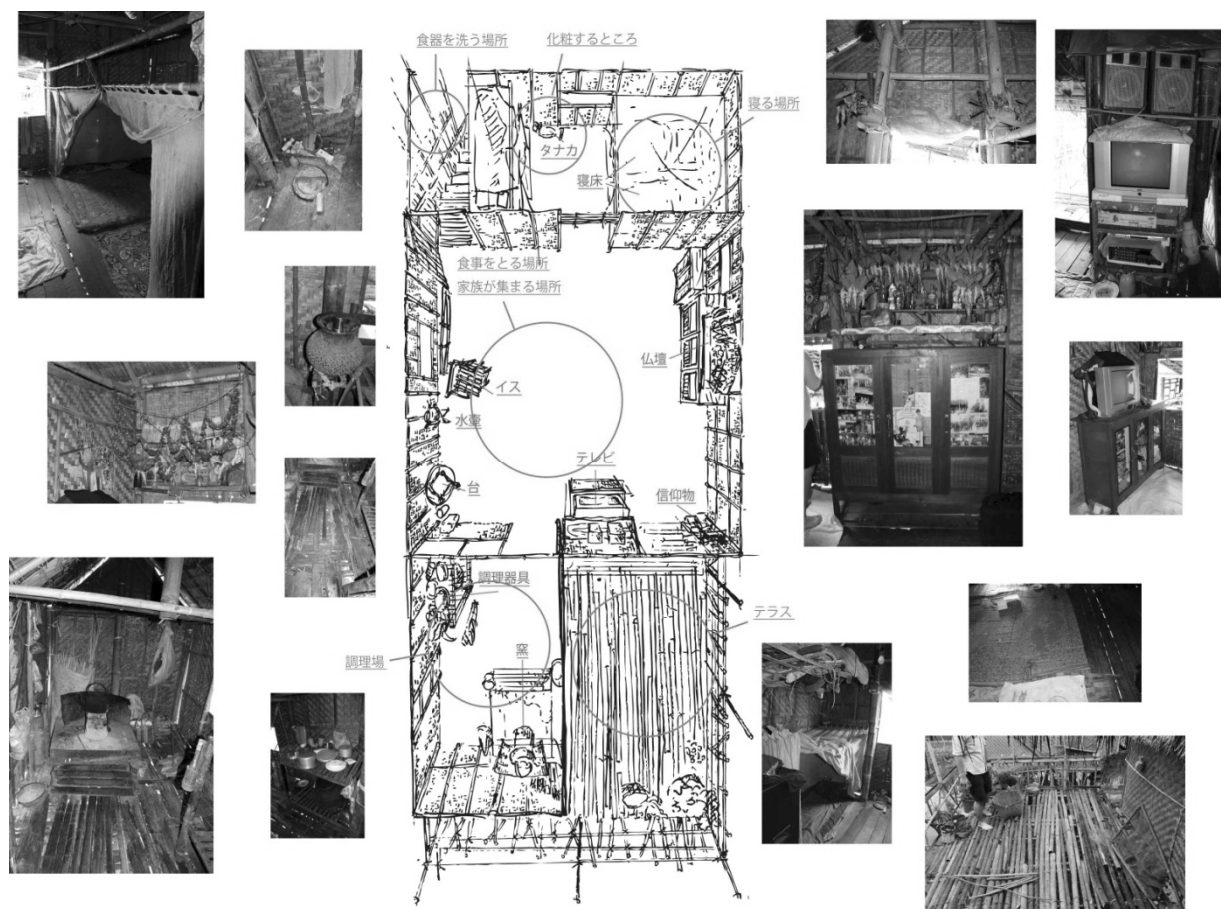 食器を洗う場所
化粧するところ
寝る場所
タナカ
寝床
食事をとる場所
家族が集まる場所
仏壇
イス
水壷
テレビ
台
信仰物
調理器具
テラス
窯
調理場